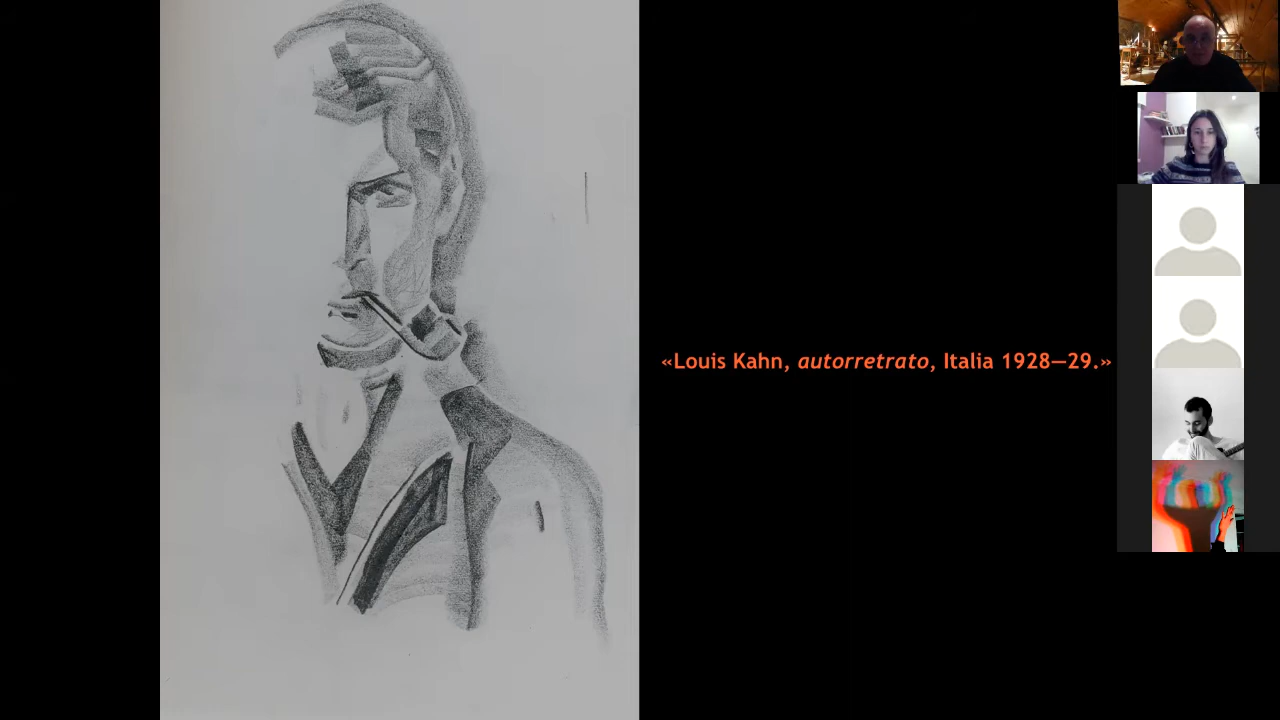 «Louis Kahn, autorretrato, Italia 1928—29.»